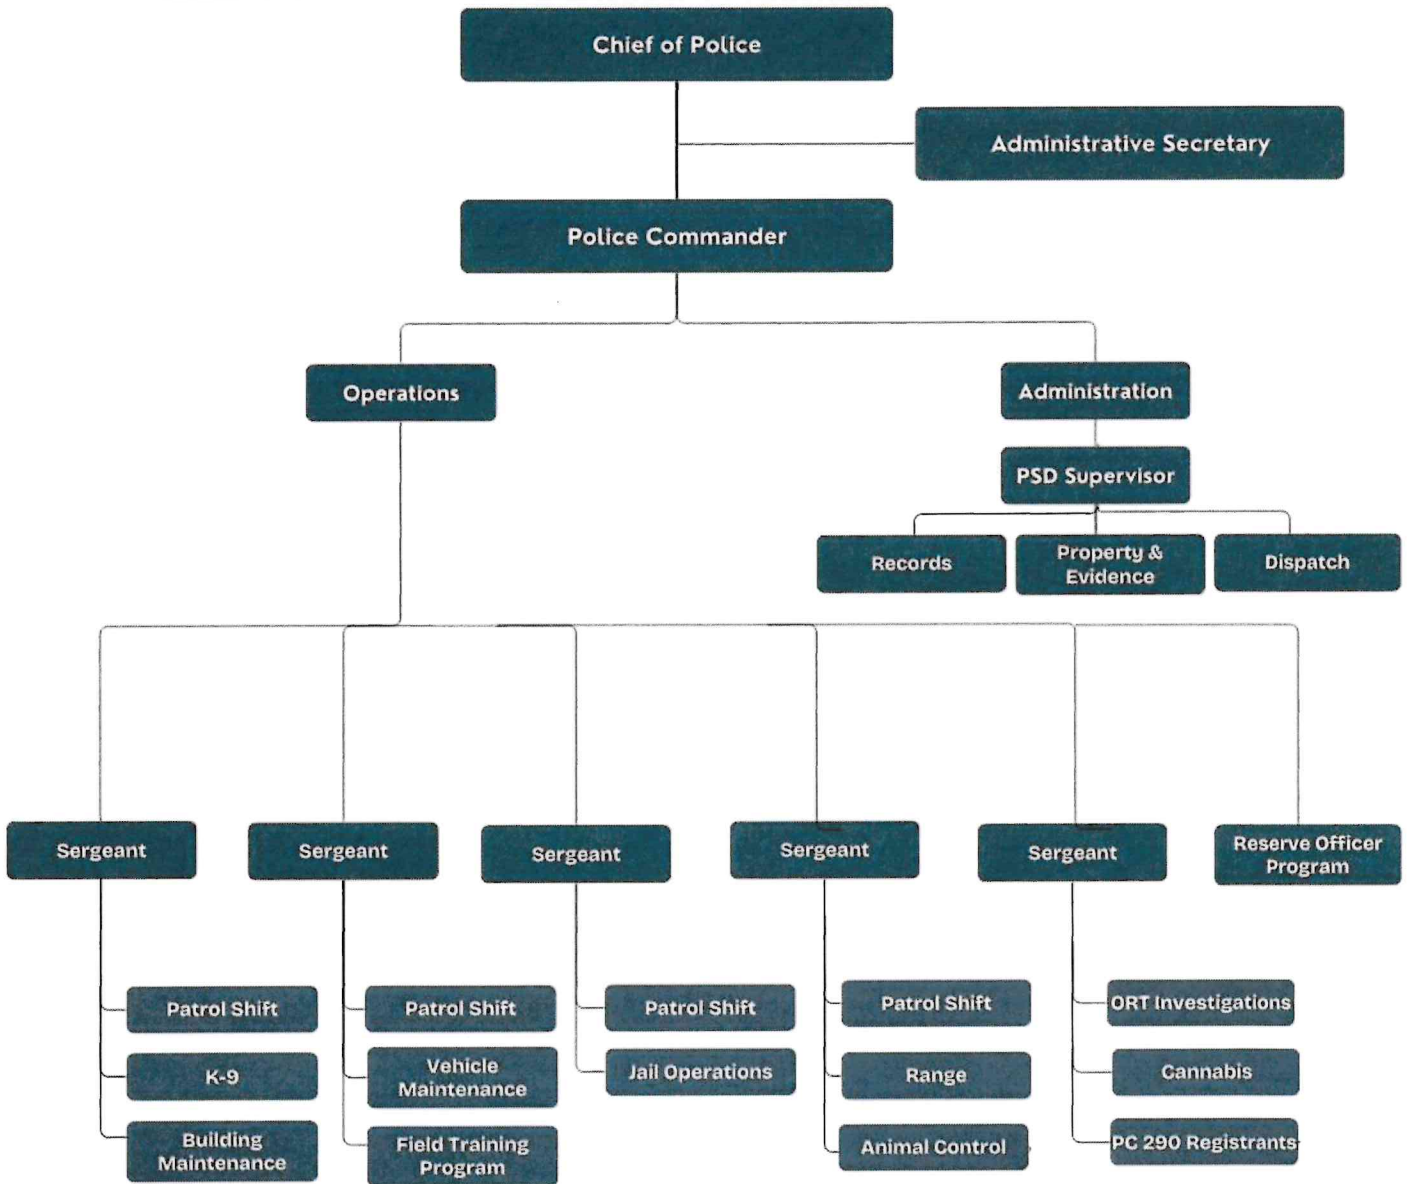 Chief of Police
Administrative Secretary
Police Commander
Operations
Administration
PSD Supervisor
Records
Property &
Evidence
Dispatch
Sergeant
Sergeant
Sergeant
Sergeant
Sergeant
Reserve Officer
Program
Patrol Shift
K-9
Building
Maintenance
Patrol Shift
Vehicle
Maintenance
Field Training
Program
Patrol Shift
Jail Operations
Patrol Shift
Range
Animal Control
ORT Investigations
Cannabis
PC 290 Registrants